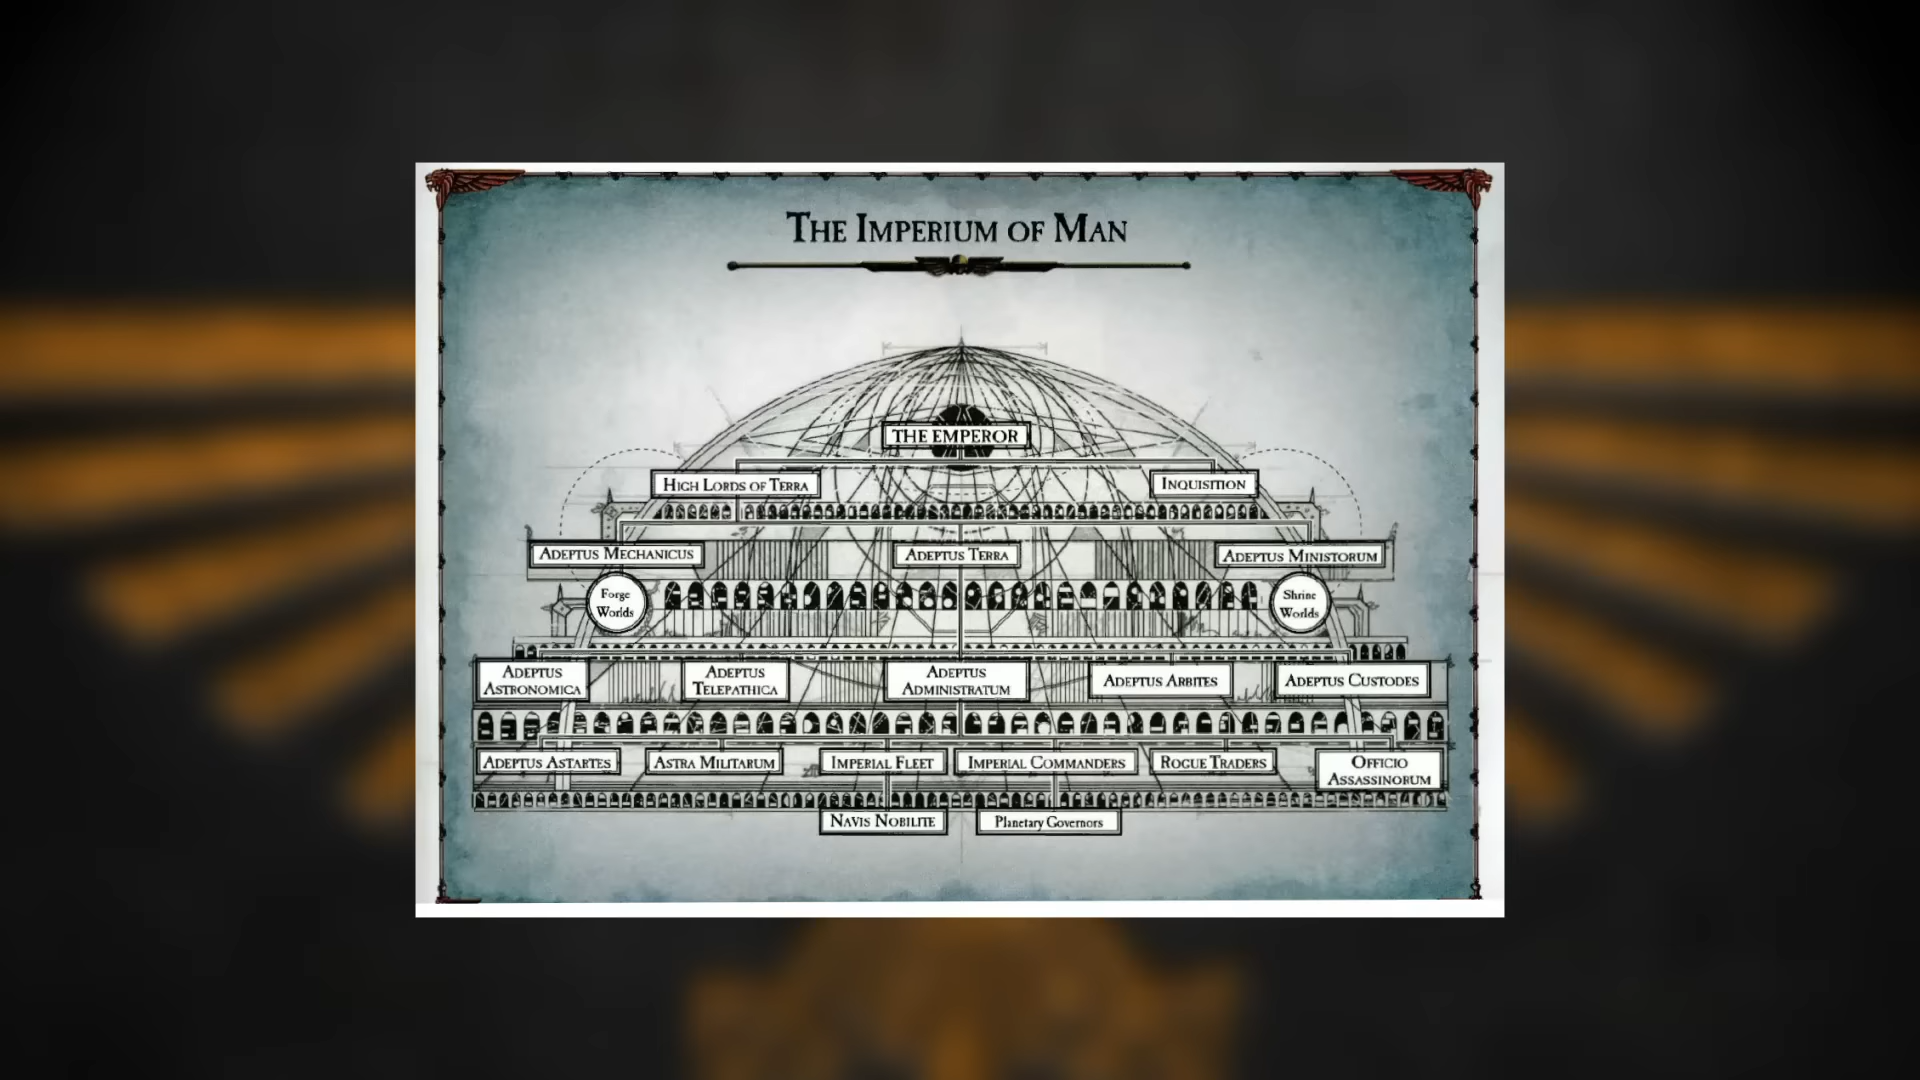 THE IMPERIUM OF MAN
THE EMPEROR
HIGH LORDS OF TERRA
INQUISITION
ADEPTUS MECHANICUS
ADEPTUS TERRA
ADEPTUS MINISTORUM
Forge
Worlds
Shrine
Worlds
ADEPTUS
ASTRONOMICA
ADEPTUS
TELEPATHICA
ADEPTUS
ADMINISTRATUM
ADEPTUS ARBITES
ADEPTUS CUSTODES
ADEPTUS ASTARTES
ASTRA MILITARUM
IMPERIAL FLEET
IMPERIAL COMMANDERS
ROGUE TRADERS
OFFICIO
ASSASSINORUM
NAVIS NOBILITE
Planetary Governors